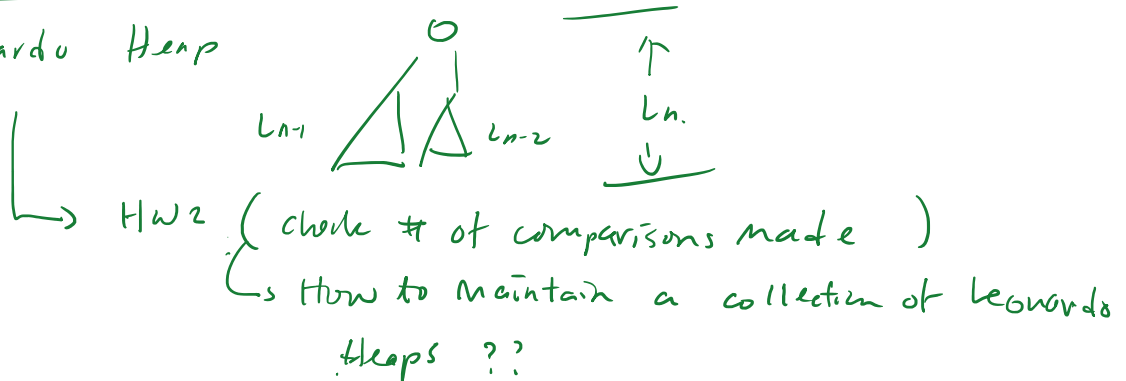 ardo Heap
O
Ln-1
Ln-2
Ln.
HW2 ( check # of comparisons made )
How to maintain a collection of Leonardo
Heaps ??